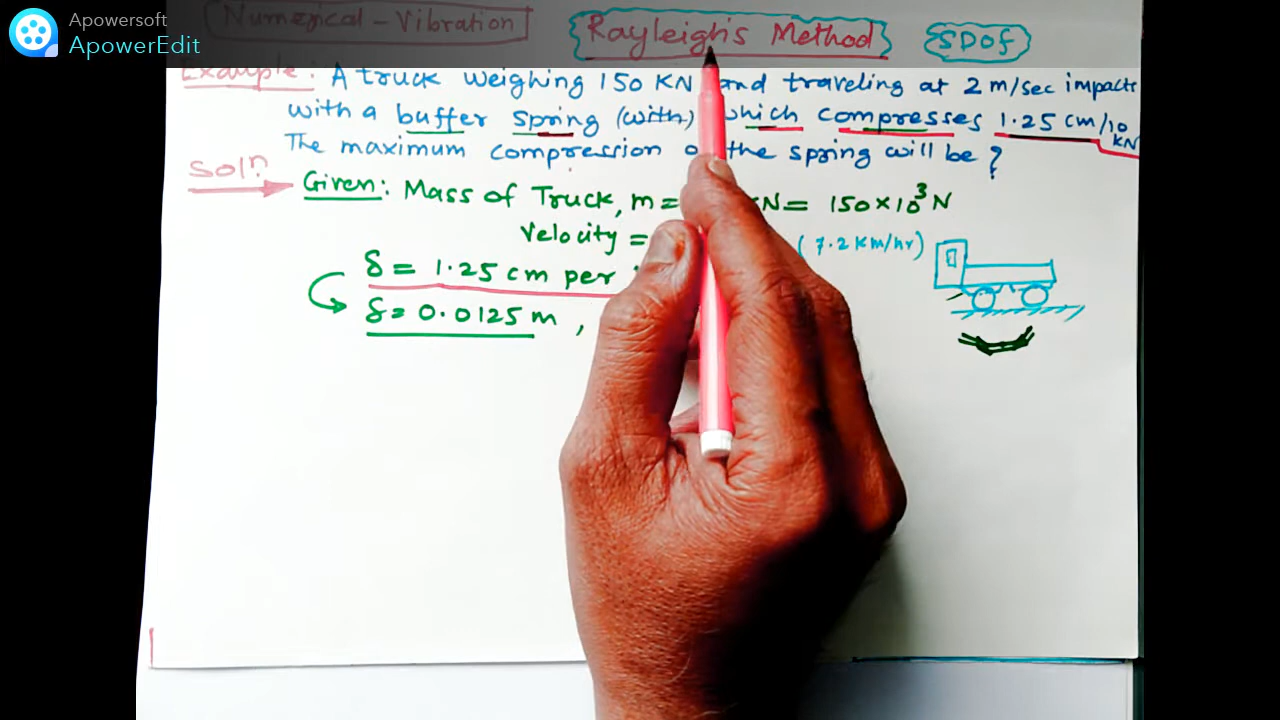 Apowersoft
ApowerEdit
Numerical - Vibration
Rayleigh's Method
SDOF
Example: A truck weighing 150 KN and traveling at 2 m/sec impacts
with a buffer spring (with) which compresses 1.25 cm/10 KN
The maximum compression o the spring will be?
Soln
Given: Mass of Truck, m = KN = 150×10³ N
Velocity = (7.2 Km/hr)
δ = 1.25 cm per
δ = 0.0125 m ,